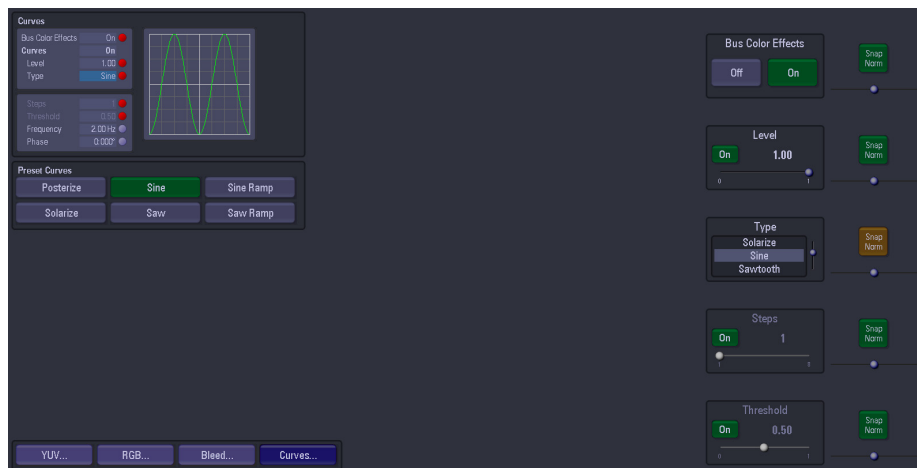 Curves
Bus Color Effects On
Curves On
Level 1.00
Type Sine
Steps 1
Threshold 0.50
Frequency 2.00 Hz
Phase 0.000°
Preset Curves
Posterize Sine Sine Ramp
Solarize Saw Saw Ramp
Bus Color Effects
Off On
Snap
Norm
Level
On 1.00
0 1
Snap
Norm
Type
Solarize
Sine
Sawtooth
Snap
Norm
Steps
On 1
1
Snap
Norm
Threshold
On 0.50
0 1
Snap
Norm
YUV... RGB... Bleed... Curves...